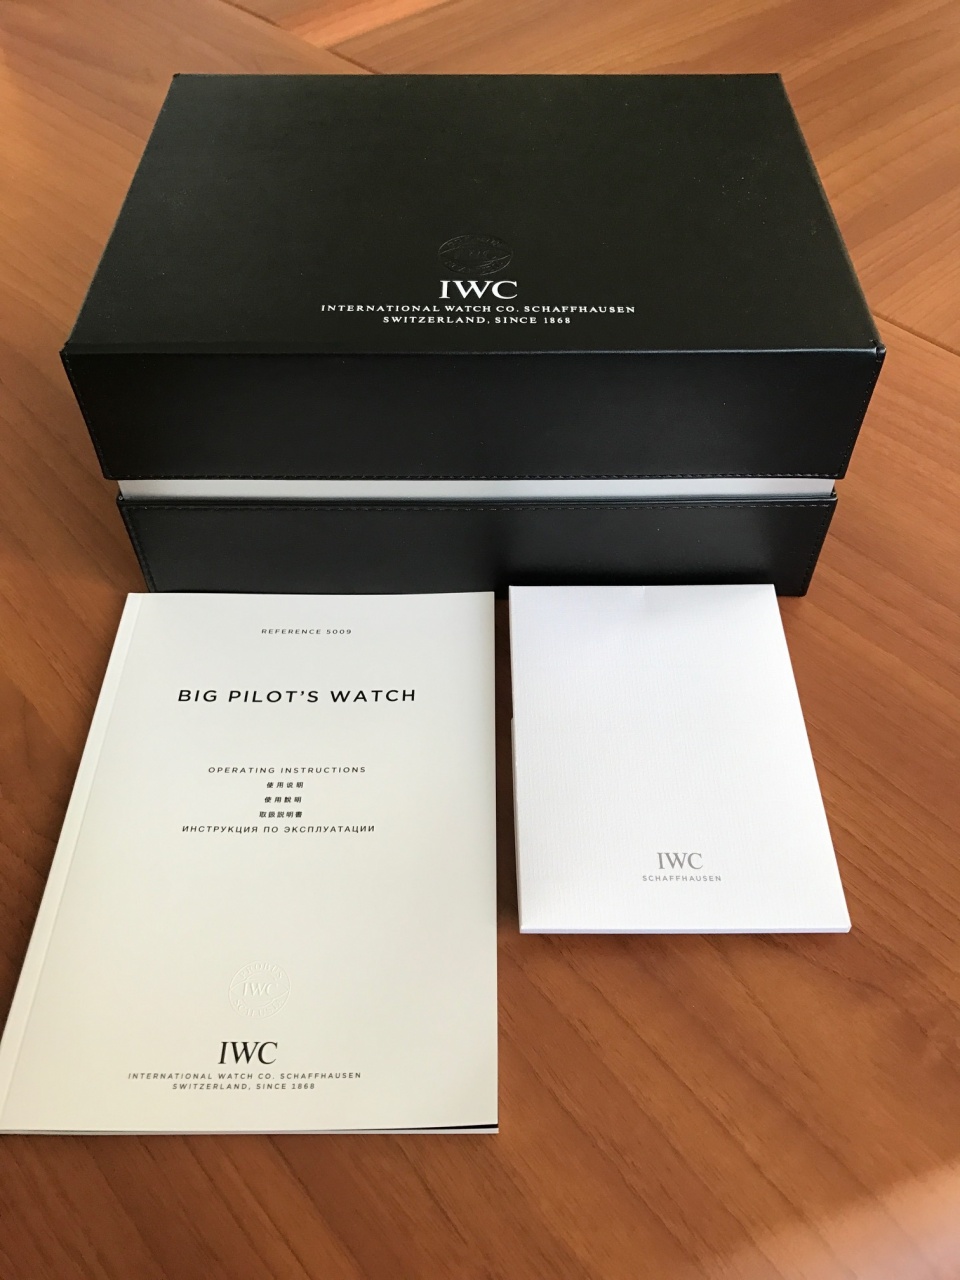 IWC
INTERNATIONAL WATCH CO. SCHAFFHAUSEN
SWITZERLAND, SINCE 1868
REFERENCE 5009
BIG PILOT'S WATCH
OPERATING INSTRUCTIONS
使用说明
使用說明
取扱説明書
ИНСТРУКЦИЯ ПО ЭКСПЛУАТАЦИИ
IWC
IWC
INTERNATIONAL WATCH CO. SCHAFFHAUSEN
SWITZERLAND, SINCE 1868
IWC
SCHAFFHAUSEN